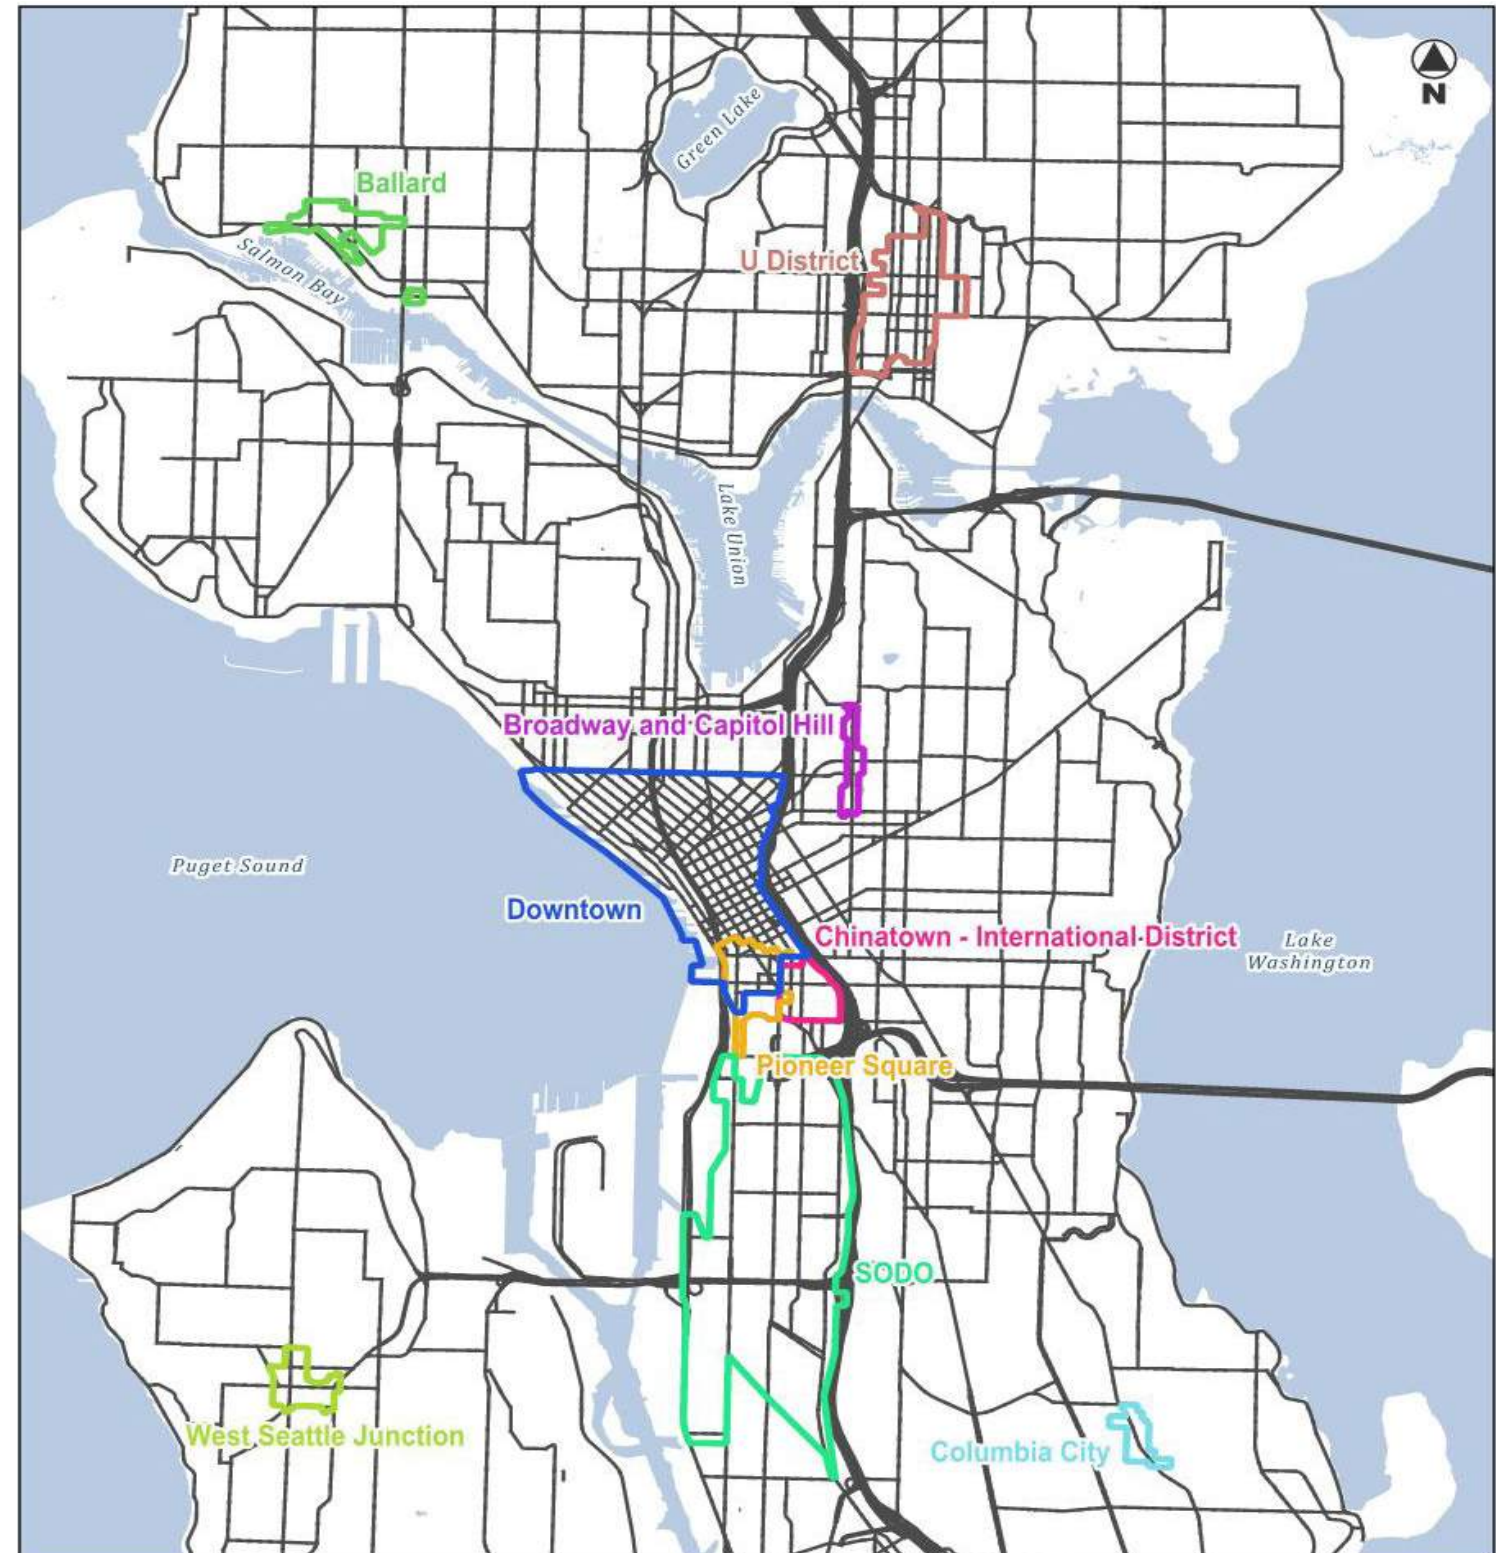 N
Green Lake
Ballard
Salmon Bay
U District
Lake Union
Broadway and Capitol Hill
Puget Sound
Downtown
Chinatown - International District
Lake
Washington
Pioneer Square
SODO
West Seattle Junction
Columbia City